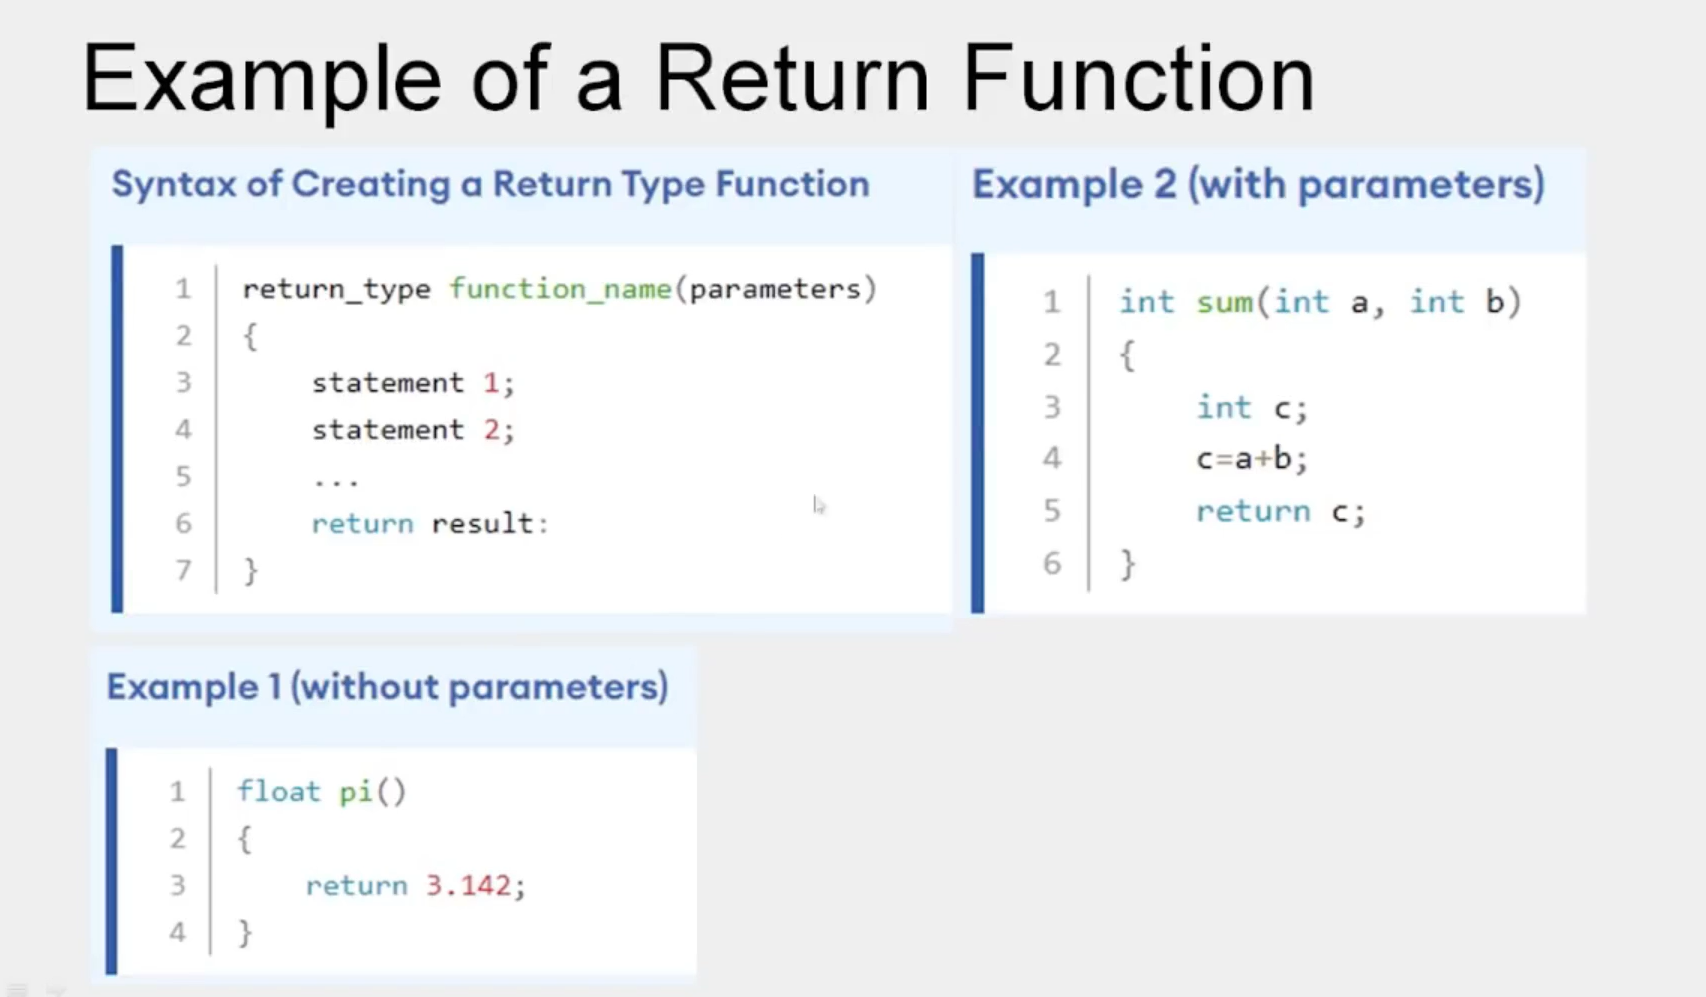 Example of a Return Function
Syntax of Creating a Return Type Function
1 return_type function_name(parameters)
2 {
3 statement 1;
4 statement 2;
5 ...
6 return result:
7 }
Example 2 (with parameters)
1 int sum(int a, int b)
2 {
3 int c;
4 c=a+b;
5 return c;
6 }
Example 1 (without parameters)
1 float pi()
2 {
3 return 3.142;
4 }